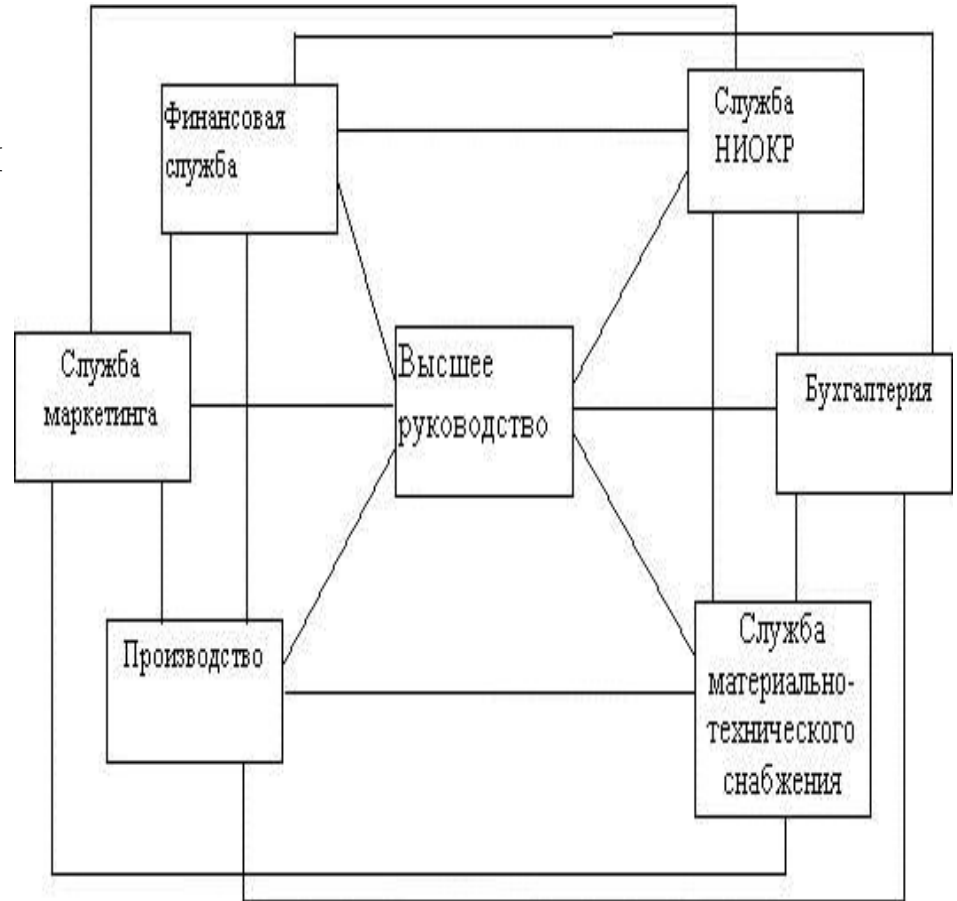 Финансовая
служба
Служба
НИОКР
Служба
маркетинга
Высшее
руководство
Бухгалтерия
Производство
Служба
материально-
технического
снабжения